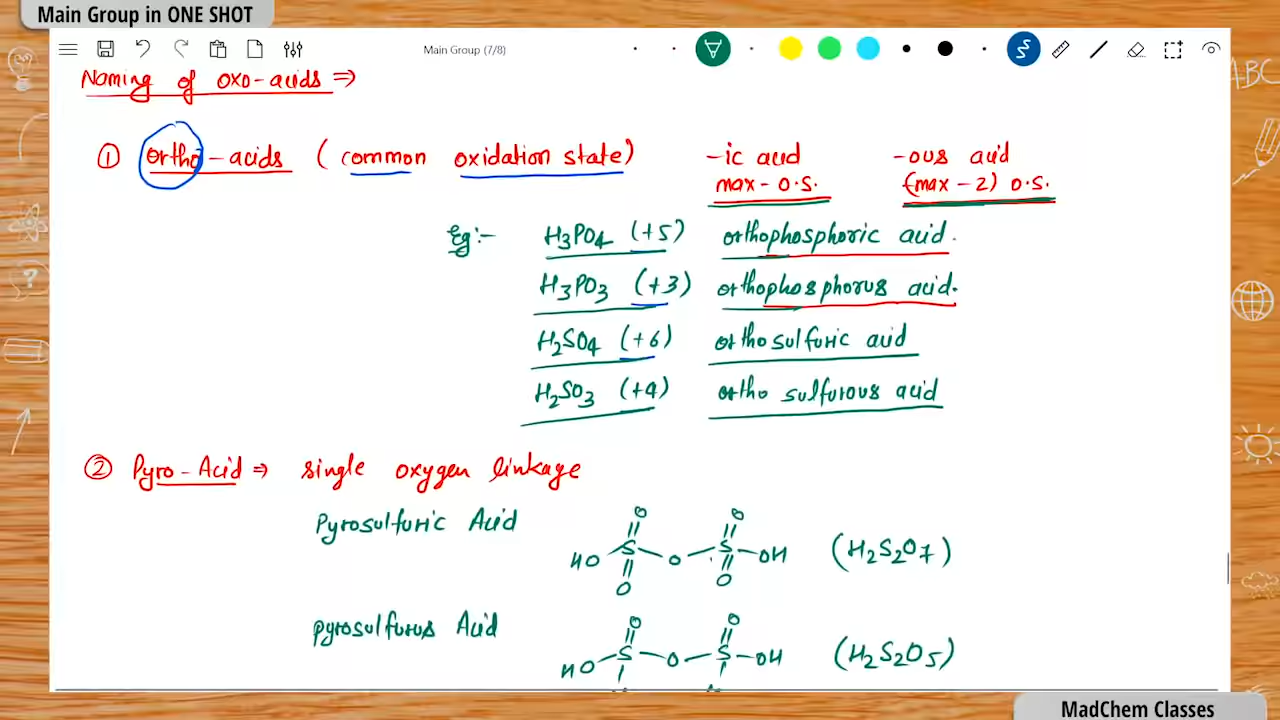 Main Group in ONE SHOT
Main Group (7/8)
ABC
Naming of oxo-acids ⇒
① ortho-acids (common oxidation state) -ic acid -ous acid
max - O.S. (max - 2) O.S.
Eg:- H3PO4 (+5) orthophosphoric acid.
H3PO3 (+3) orthophosphorus acid.
H2SO4 (+6) orthosulfuric acid
H2SO3 (+4) ortho sulfurous acid
② Pyro-Acid ⇒ single oxygen linkage
Pyrosulfuric Acid HO S O S OH O O O O (H2S2O7)
pyrosulfurus Acid HO S O S OH O O (H2S2O5)
MadChem Classes